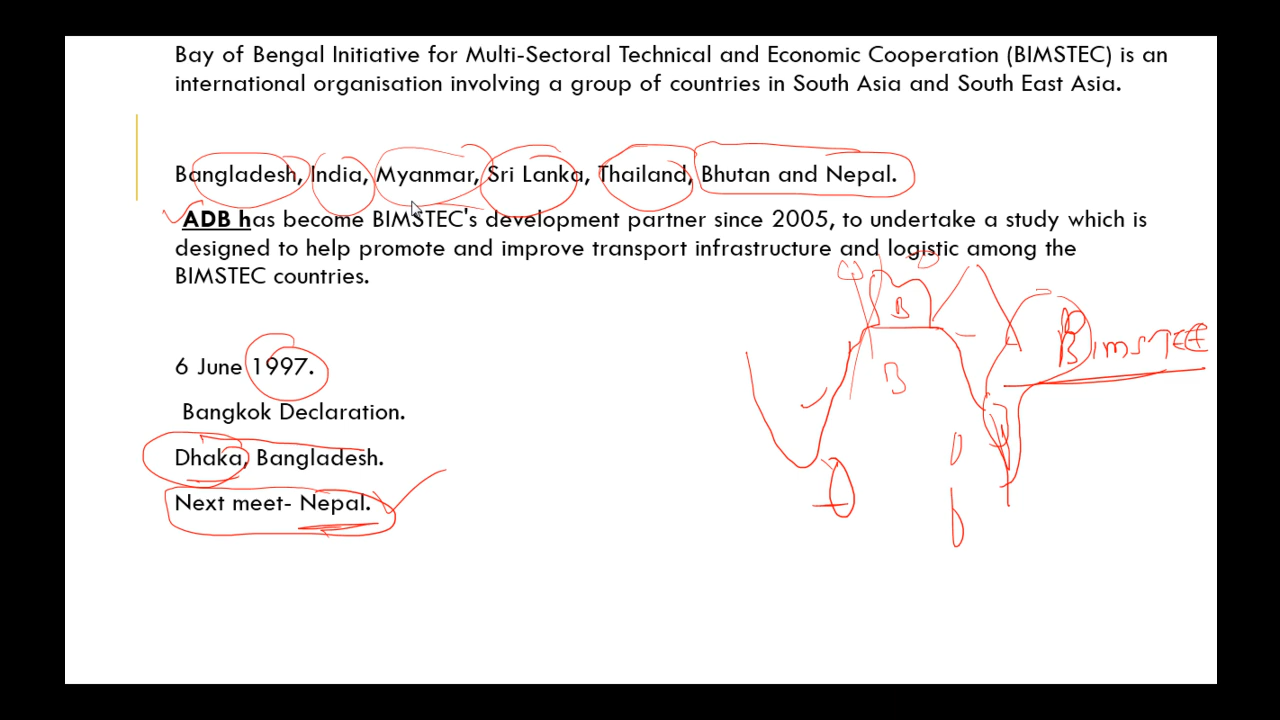 Bay of Bengal Initiative for Multi-Sectoral Technical and Economic Cooperation (BIMSTEC) is an
international organisation involving a group of countries in South Asia and South East Asia.
Bangladesh, India, Myanmar, Sri Lanka, Thailand, Bhutan and Nepal.
ADB has become BIMSTEC's development partner since 2005, to undertake a study which is
designed to help promote and improve transport infrastructure and logistic among the
BIMSTEC countries.
B
B
6 June 1997.
Bangkok Declaration.
Dhaka, Bangladesh.
Next meet- Nepal.